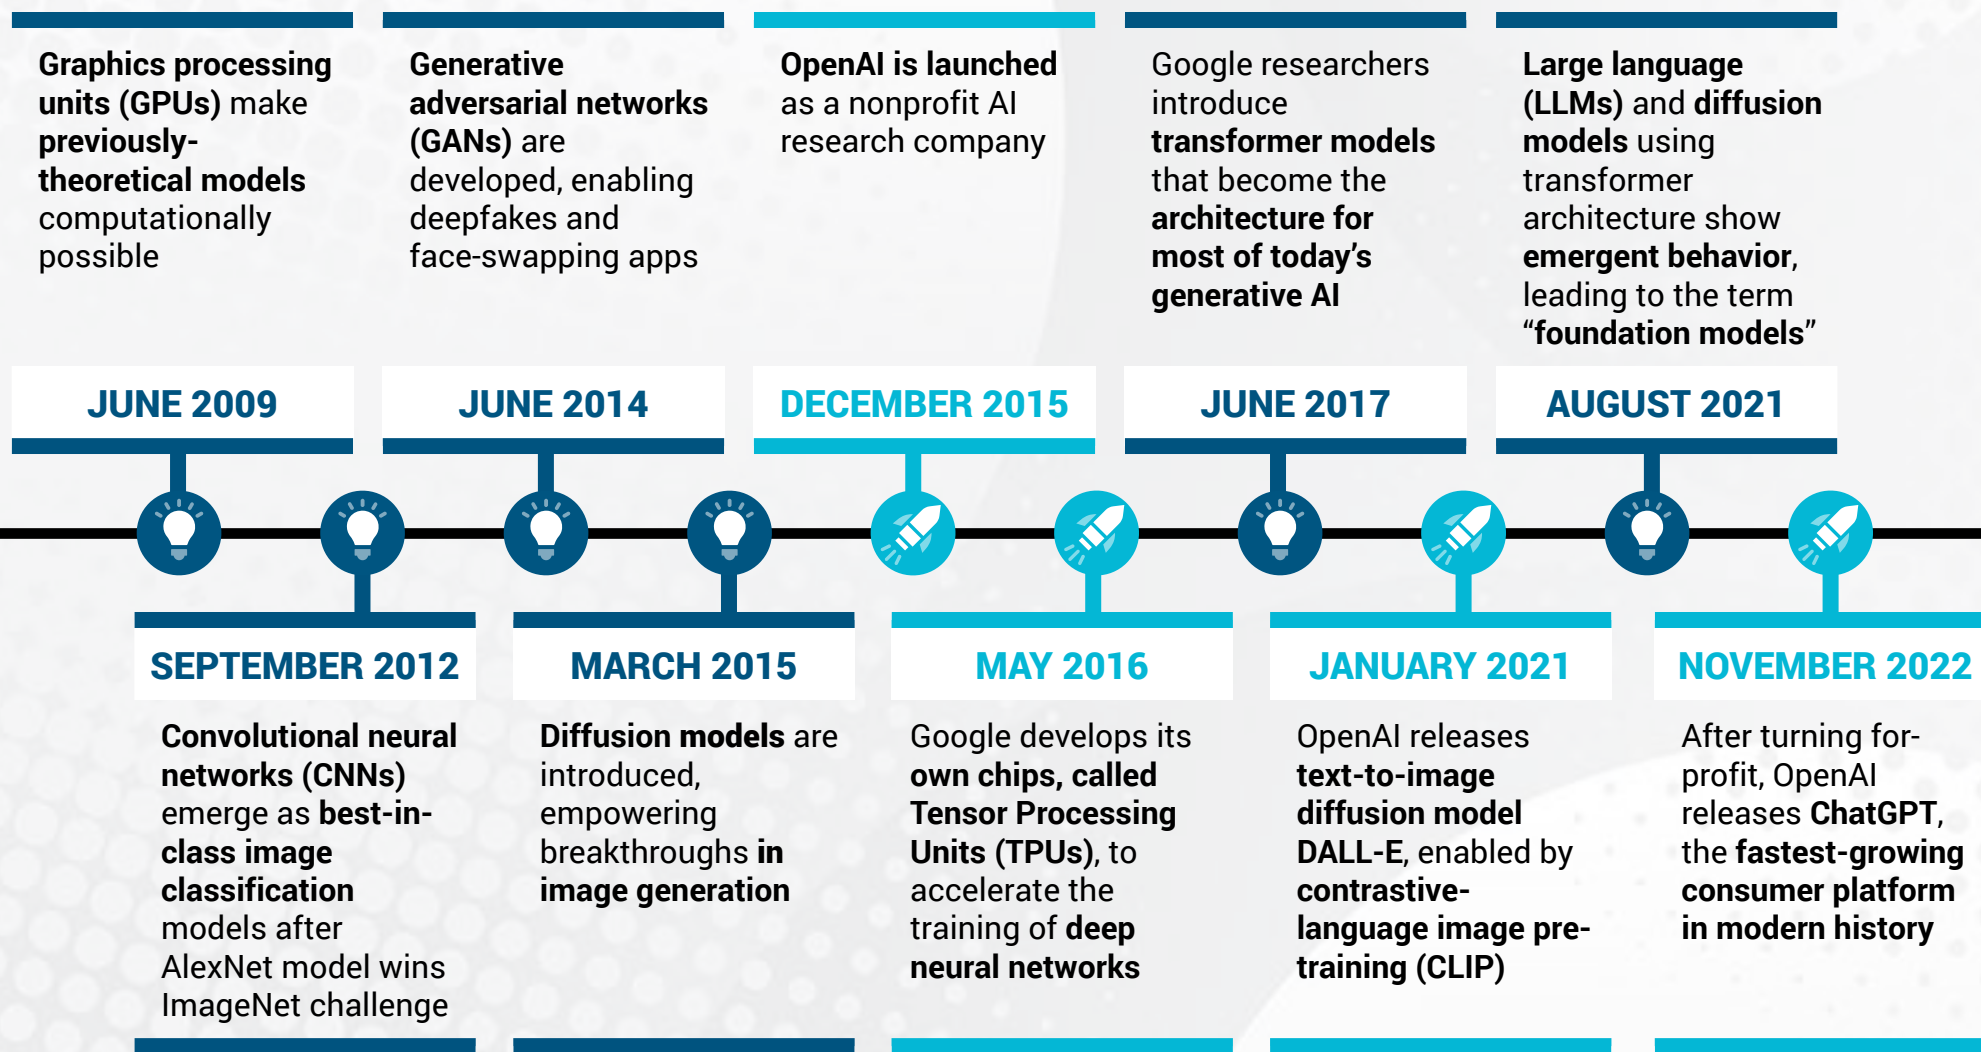 Graphics processing
units (GPUs) make
previously-
theoretical models
computationally
possible
JUNE 2009
Generative
adversarial networks
(GANs) are
developed, enabling
deepfakes and
face-swapping apps
JUNE 2014
OpenAI is launched
as a nonprofit AI
research company
DECEMBER 2015
Google researchers
introduce
transformer models
that become the
architecture for
most of today's
generative AI
JUNE 2017
Large language
(LLMs) and diffusion
models using
transformer
architecture show
emergent behavior,
leading to the term
“foundation models”
AUGUST 2021
SEPTEMBER 2012
Convolutional neural
networks (CNNs)
emerge as best-in-
class image
classification
models after
AlexNet model wins
ImageNet challenge
MARCH 2015
Diffusion models are
introduced,
empowering
breakthroughs in
image generation
MAY 2016
Google develops its
own chips, called
Tensor Processing
Units (TPUs), to
accelerate the
training of deep
neural networks
JANUARY 2021
OpenAI releases
text-to-image
diffusion model
DALL-E, enabled by
contrastive-
language image pre-
training (CLIP)
NOVEMBER 2022
After turning for-
profit, OpenAI
releases ChatGPT,
the fastest-growing
consumer platform
in modern history